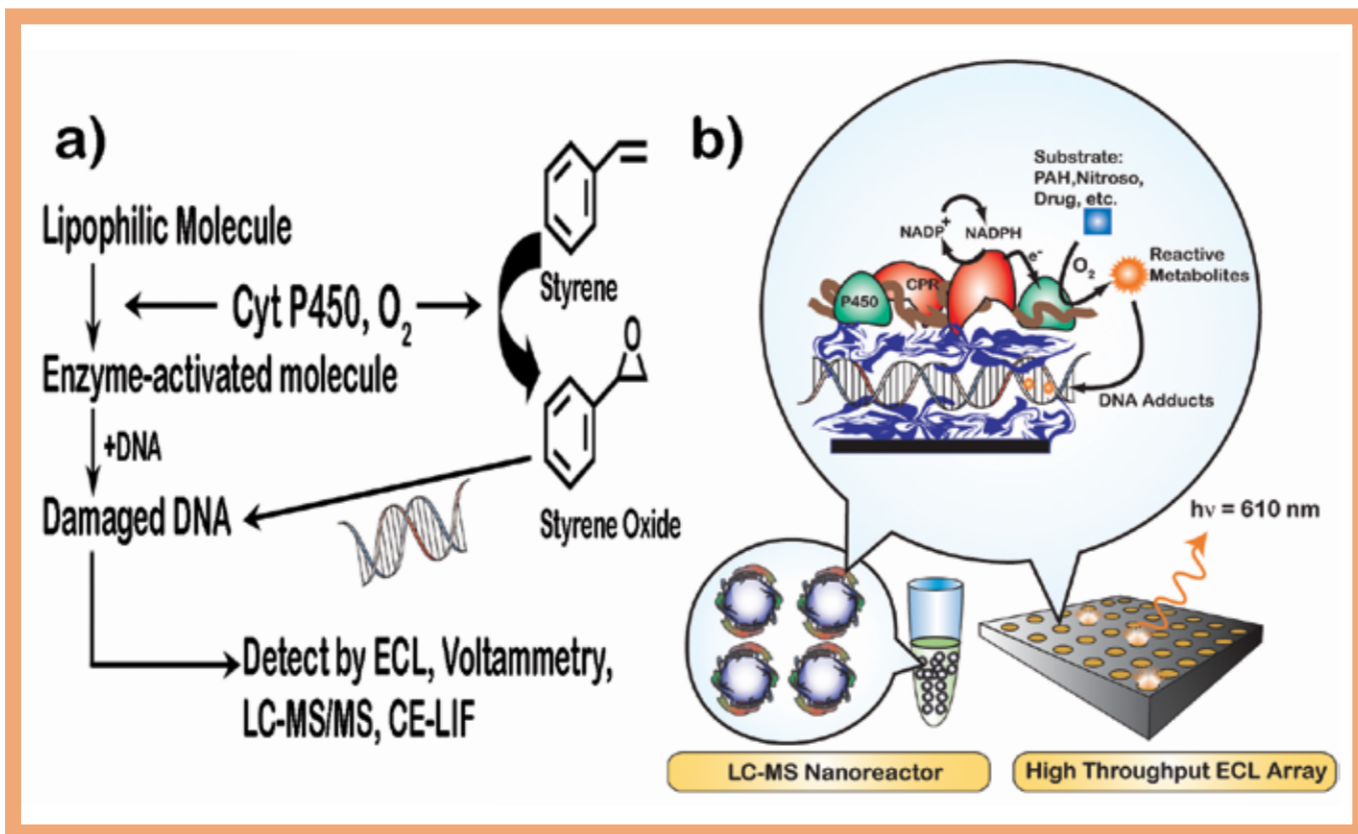 a)
Lipophilic Molecule
Cyt P450, O2
Styrene
Enzyme-activated molecule
O
+DNA
Damaged DNA
Styrene Oxide
Detect by ECL, Voltammetry,
LC-MS/MS, CE-LIF
b)
Substrate:
PAH,Nitroso,
Drug, etc.
NADP+
NADPH
e-
O2
Reactive
Metabolites
P450
CPR
DNA Adducts
hν = 610 nm
LC-MS Nanoreactor
High Throughput ECL Array